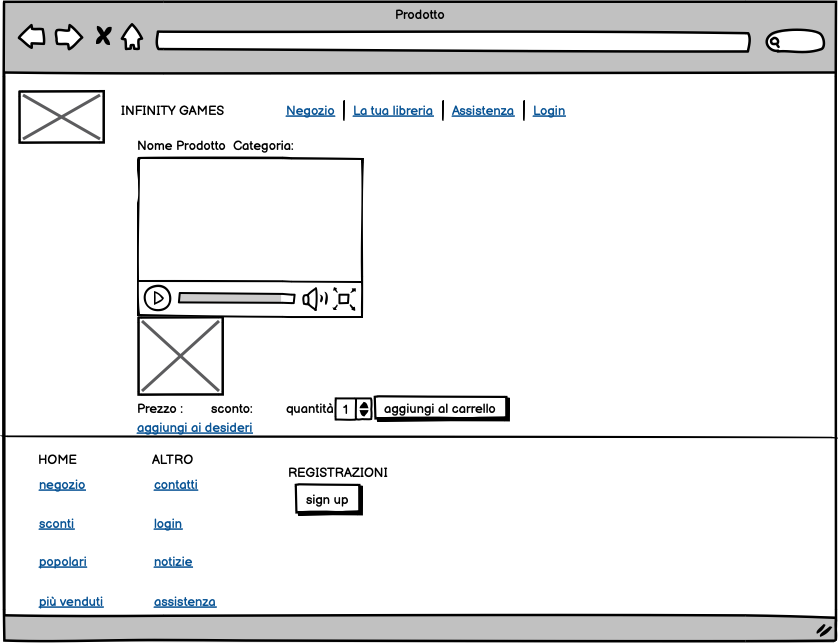 Prodotto
INFINITY GAMES
Negozio La tua libreria Assistenza Login
Nome Prodotto Categoria:
Prezzo : sconto: quantità 1 aggiungi al carrello
aggiungi ai desideri
HOME ALTRO
REGISTRAZIONI
negozio contatti
sign up
sconti login
popolari notizie
più venduti assistenza